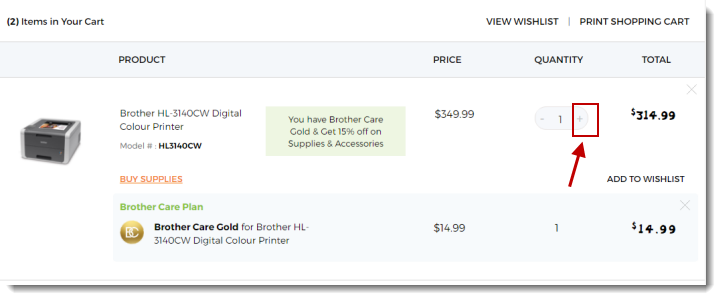 (2) Items in Your Cart
VIEW WISHLIST | PRINT SHOPPING CART
PRODUCT PRICE QUANTITY TOTAL
Brother HL-3140CW Digital
Colour Printer
Model # : HL3140CW
You have Brother Care
Gold & Get 15% off on
Supplies & Accessories
$349.99
- 1 +
$314.99
BUY SUPPLIES
ADD TO WISHLIST
Brother Care Plan
BC
Brother Care Gold for Brother HL-
3140CW Digital Colour Printer
$14.99
1
$14.99